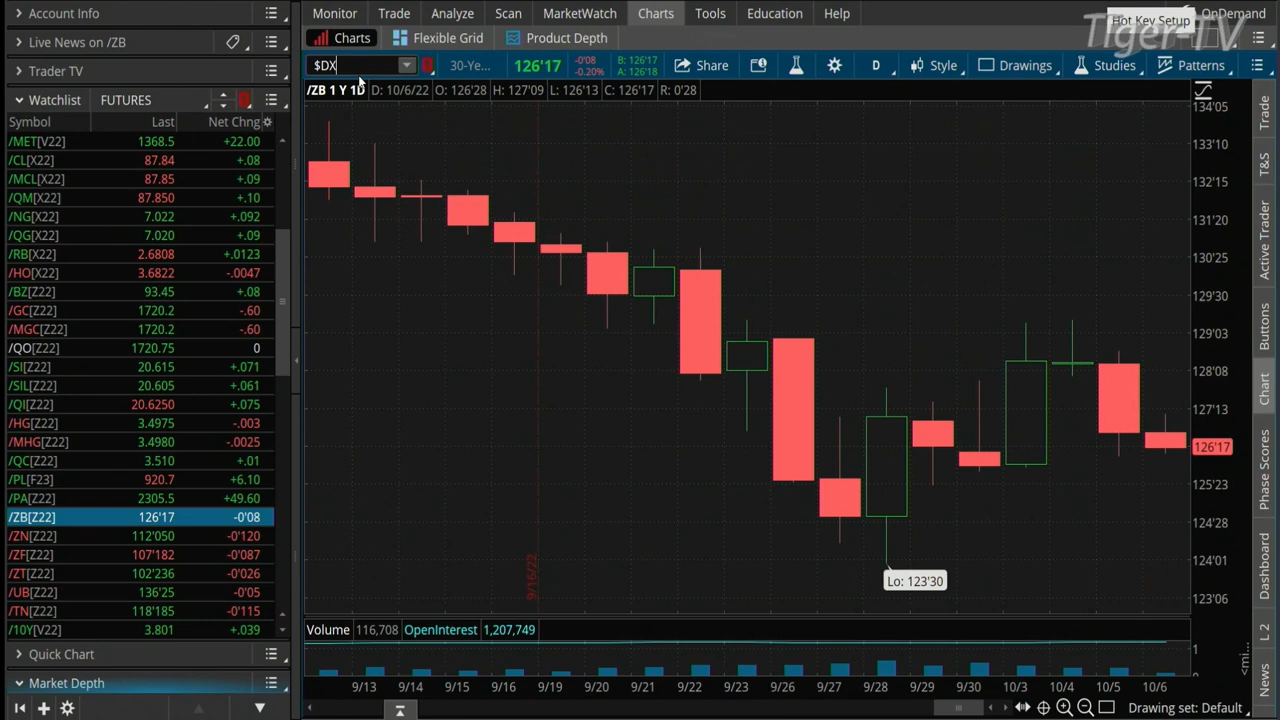 Account Info
Live News on /ZB
Trader TV
Watchlist FUTURES
Symbol Last Net Chng
/MET[V22] 1368.5 +22.00
/CL[X22] 87.84 +.08
/MCL[X22] 87.85 +.09
/QM[X22] 87.850 +.10
/NG[X22] 7.022 +.092
/QG[X22] 7.020 +.09
/RB[X22] 2.6808 +.0123
/HO[X22] 3.6822 -.0047
/BZ[Z22] 93.45 +.08
/GC[Z22] 1720.2 -.60
/MGC[Z22] 1720.2 -.60
/QO[Z22] 1720.75 0
/SI[Z22] 20.615 +.071
/SIL[Z22] 20.605 +.061
/QI[Z22] 20.6250 +.075
/HG[Z22] 3.4975 -.003
/MHG[Z22] 3.4980 -.0025
/QC[Z22] 3.510 +.01
/PL[F23] 920.7 +6.10
/PA[Z22] 2305.5 +49.60
/ZB[Z22] 126'17 -0'08
/ZN[Z22] 112'050 -0'120
/ZF[Z22] 107'182 -0'087
/ZT[Z22] 102'236 -0'026
/UB[Z22] 136'25 -0'05
/TN[Z22] 118'185 -0'115
/10Y[V22] 3.801 +.039
Quick Chart
Market Depth
Monitor Trade Analyze Scan MarketWatch Charts Tools Education Help
Hot Key Setup
OnDemand
Tiger-TV
Charts Flexible Grid Product Depth
$DX 30-Ye... 126'17 -0'08 -0.20% B: 126'17 A: 126'18 Share D Style Drawings Studies Patterns
/ZB 1 Y 1D D: 10/6/22 O: 126'28 H: 127'09 L: 126'13 C: 126'17 R: 0'28
134'05
133'10
132'15
131'20
130'25
129'30
129'03
128'08
127'13
126'17
125'23
124'28
124'01
123'06
9/16/22
Lo: 123'30
Volume 116,708 OpenInterest 1,207,749
1
<mi...
9/13 9/14 9/15 9/16 9/19 9/20 9/21 9/22 9/23 9/26 9/27 9/28 9/29 9/30 10/3 10/4 10/5 10/6
Drawing set: Default
Trade
T&S
Active Trader
Buttons
Chart
Phase Scores
Dashboard
L 2
News